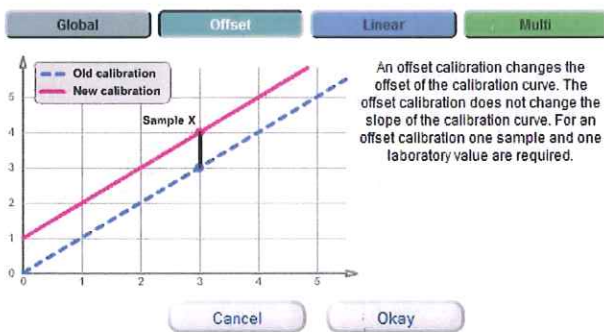 Global Offset Linear Multi
Old calibration
New calibration
Sample X
5
4
3
2
1
0
0 1 2 3 4 5
An offset calibration changes the
offset of the calibration curve. The
offset calibration does not change the
slope of the calibration curve. For an
offset calibration one sample and one
laboratory value are required.
Cancel Okay